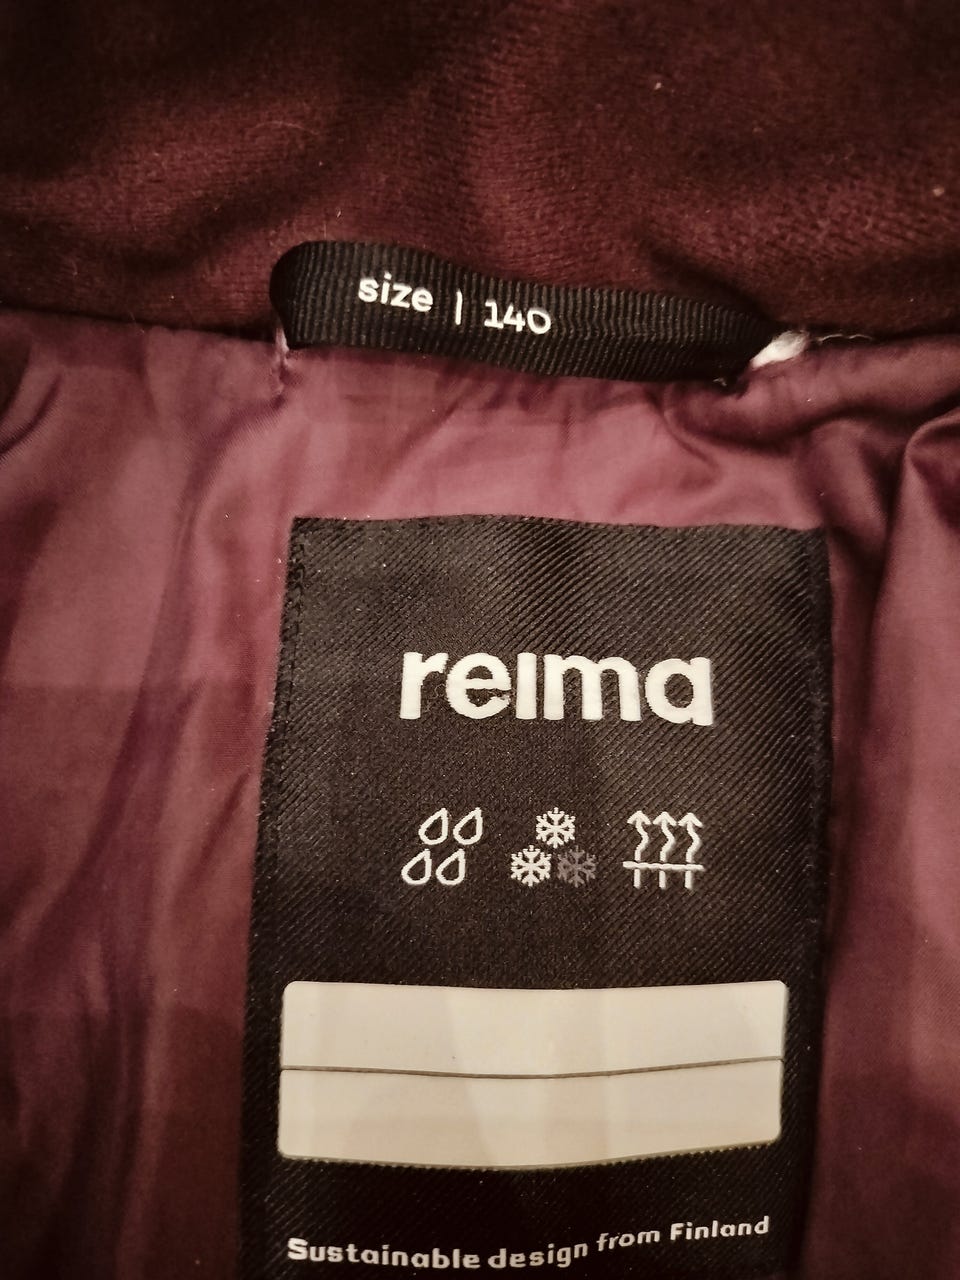 size | 140
reima
Sustainable design from Finland